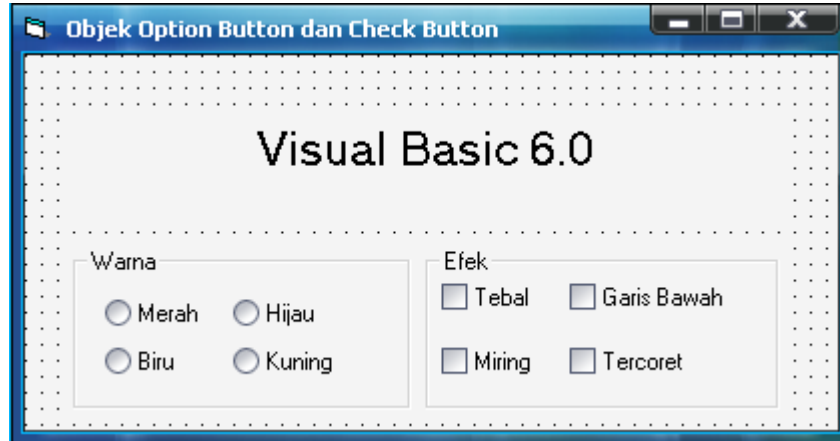 Objek Option Button dan Check Button
Visual Basic 6.0
Warna
Merah
Hijau
Biru
Kuning
Efek
Tebal
Garis Bawah
Miring
Tercoret